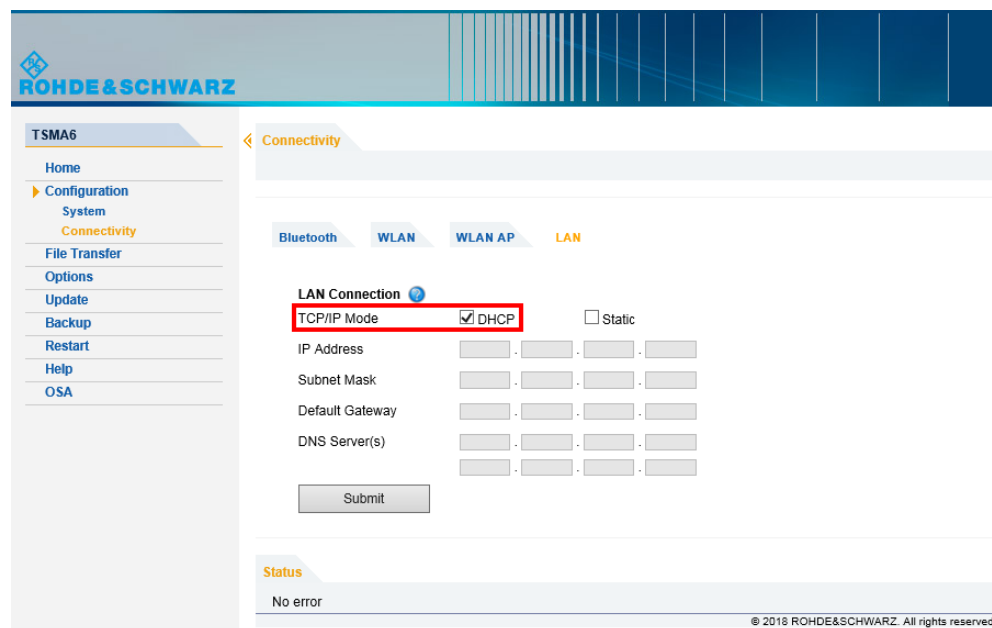 ROHDE&SCHWARZ
TSMA6
Home
Configuration
System
Connectivity
File Transfer
Options
Update
Backup
Restart
Help
OSA
Connectivity
Bluetooth WLAN WLAN AP LAN
LAN Connection ?
TCP/IP Mode DHCP Static
IP Address . . .
Subnet Mask . . .
Default Gateway . . .
DNS Server(s) . . .
. . .
Submit
Status
No error
© 2018 ROHDE&SCHWARZ. All rights reserved